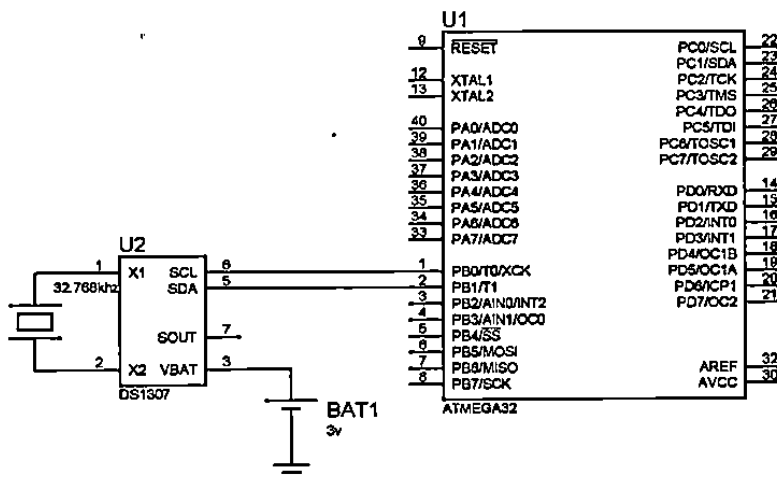 U1
9 RESET
12 XTAL1
13 XTAL2
40 PA0/ADC0
39 PA1/ADC1
38 PA2/ADC2
37 PA3/ADC3
36 PA4/ADC4
35 PA5/ADC5
34 PA6/ADC6
33 PA7/ADC7
1 PB0/T0/XCK
2 PB1/T1
3 PB2/AIN0/INT2
4 PB3/AIN1/OC0
5 PB4/SS
6 PB5/MOSI
7 PB6/MISO
8 PB7/SCK
PC0/SCL 22
PC1/SDA 23
PC2/TCK 24
PC3/TMS 25
PC4/TDO 26
PC5/TDI 27
PC6/TOSC1 28
PC7/TOSC2 29
PD0/RXD 14
PD1/TXD 15
PD2/INT0 16
PD3/INT1 17
PD4/OC1B 18
PD5/OC1A 19
PD6/ICP1 20
PD7/OC2 21
AREF 32
AVCC 30
ATMEGA32
U2
1 X1
32.768khz
2 X2
SCL 6
SDA 5
SOUT 7
VBAT 3
DS1307
BAT1
3v